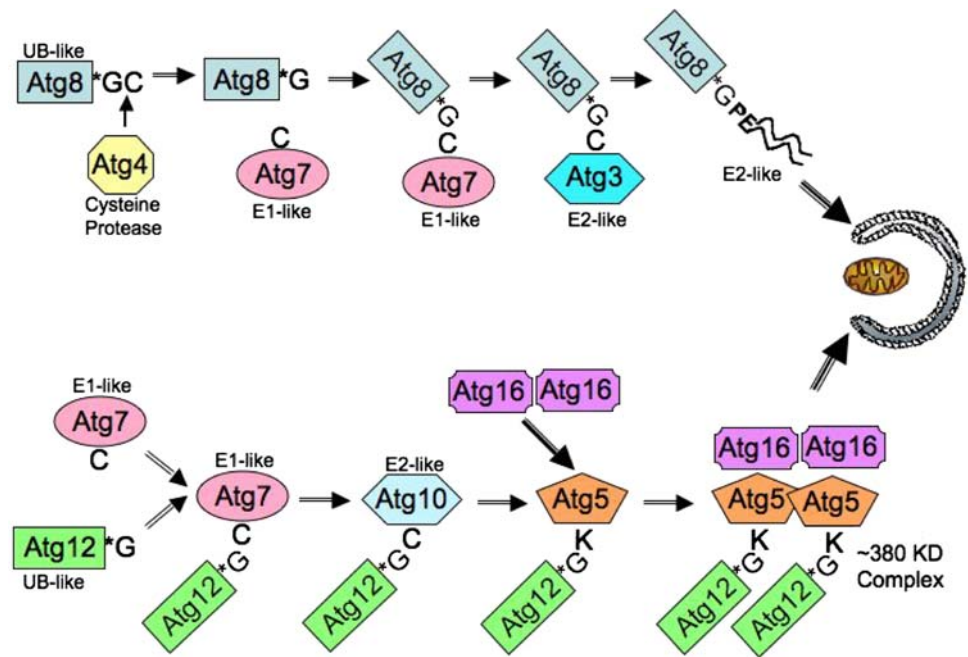 UB-like
Atg8 *GC
Atg4
Cysteine
Protease
Atg8 *G
C
Atg7
E1-like
Atg8
*G
C
Atg7
E1-like
Atg8
*G
C
Atg3
E2-like
Atg8
*G
PE
E2-like
E1-like
Atg7
C
Atg12 *G
UB-like
E1-like
Atg7
C
*G
Atg12
E2-like
Atg10
C
*G
Atg12
Atg16 Atg16
Atg5
K
*G
Atg12
Atg16 Atg16
Atg5 Atg5
K K
*G *G
Atg12 Atg12
~380 KD
Complex